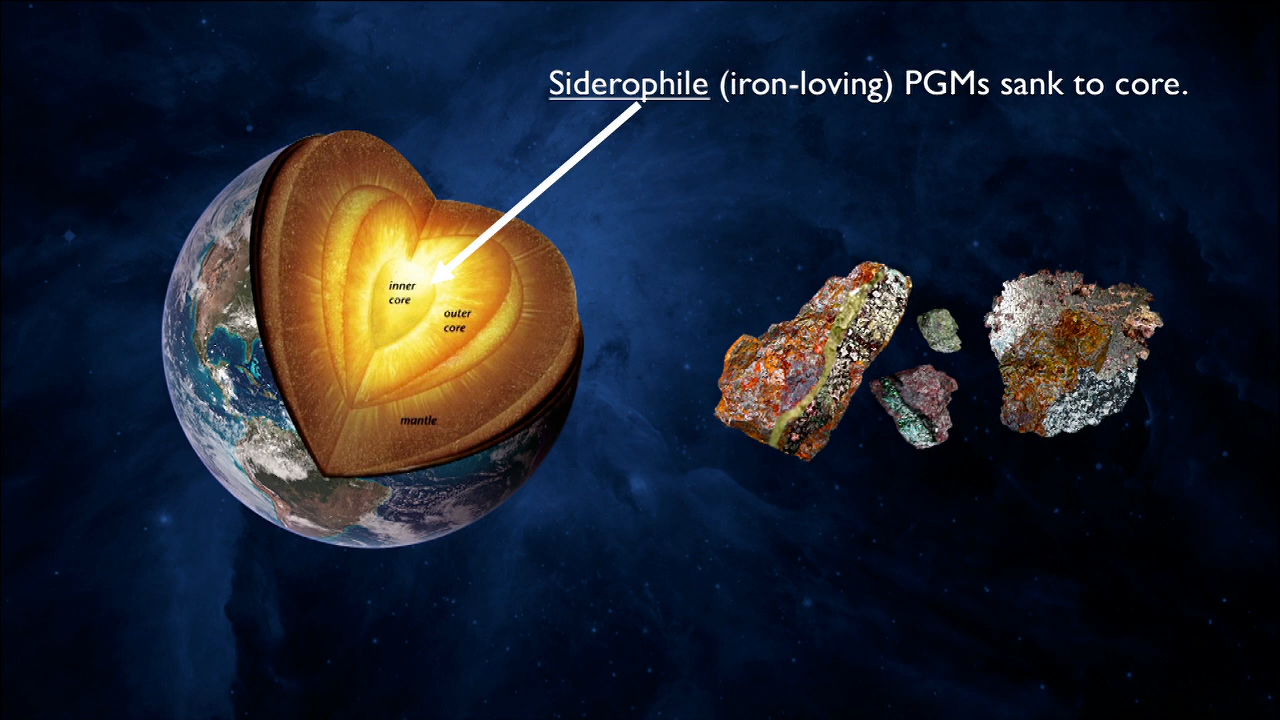 Siderophile (iron-loving) PGMs sank to core.
inner
core
outer
core
mantle